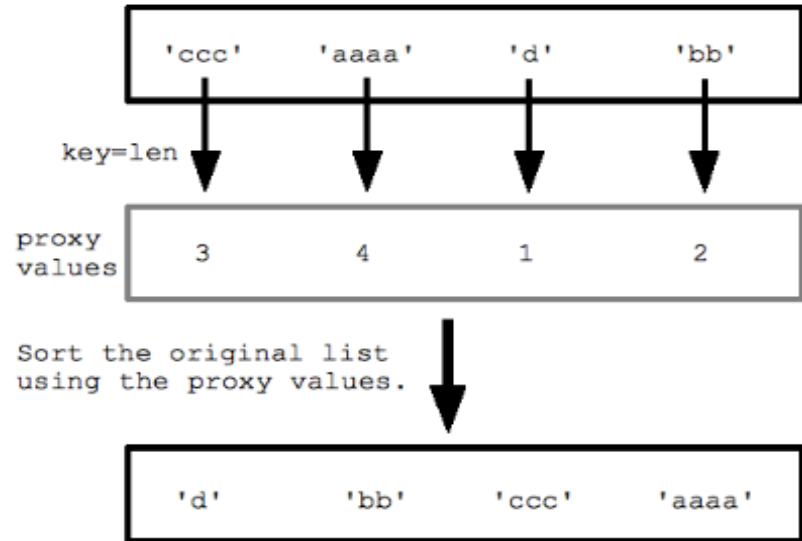 'ccc' 'aaaa' 'd' 'bb'
key=len
proxy
values
3 4 1 2
Sort the original list
using the proxy values.
'd' 'bb' 'ccc' 'aaaa'